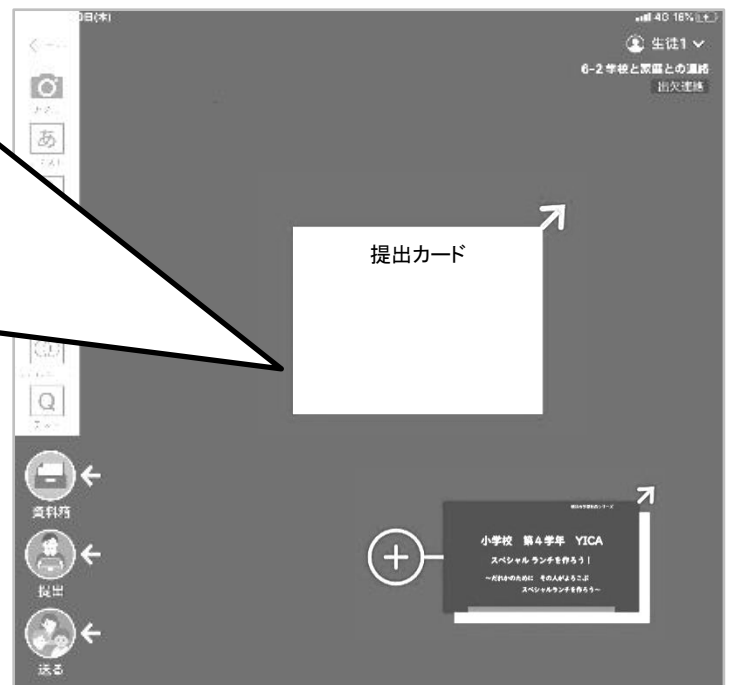 日(木)
4G 16%
生徒1
6-2 学校と家庭との連絡
出欠連絡
あ
提出カード
Q
資料箱
提出
送る
小学校 第4学年 YICA
スペシャル ランチを作ろう!
~だれかのために その人がよろこぶ
スペシャルランチを作ろう~